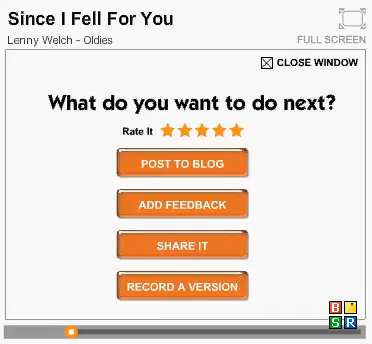 Since I Fell For You
Lenny Welch - Oldies
FULL SCREEN
CLOSE WINDOW
What do you want to do next?
Rate It
POST TO BLOG
ADD FEEDBACK
SHARE IT
RECORD A VERSION
B '
S R